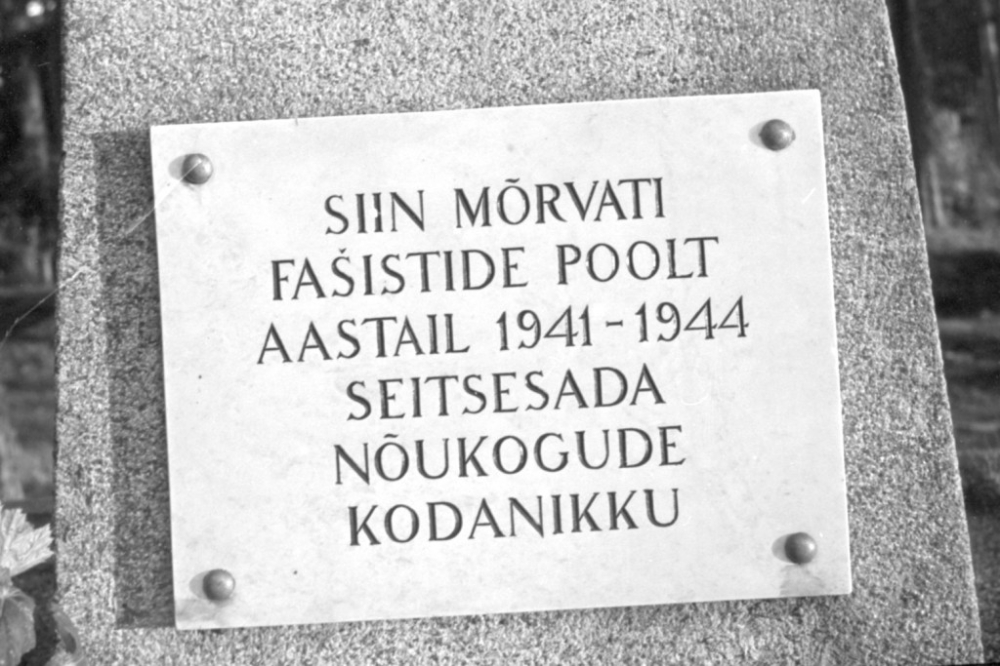 SIIN MÕRVATI
FAŠISTIDE POOLT
AASTAIL 1941-1944
SEITSESADA
NÕUKOGUDE
KODANIKKU